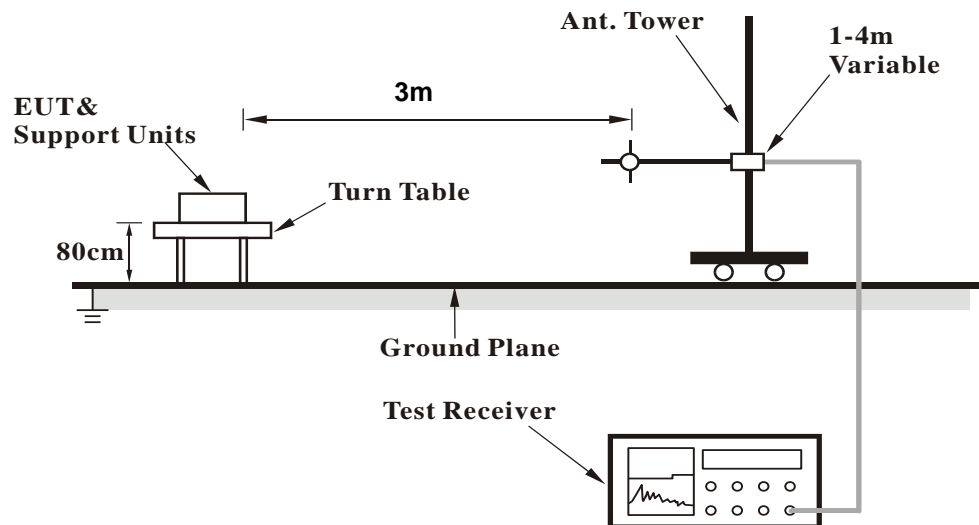 Ant. Tower
1-4m
Variable
3m
EUT&
Support Units
Turn Table
80cm
Ground Plane
Test Receiver